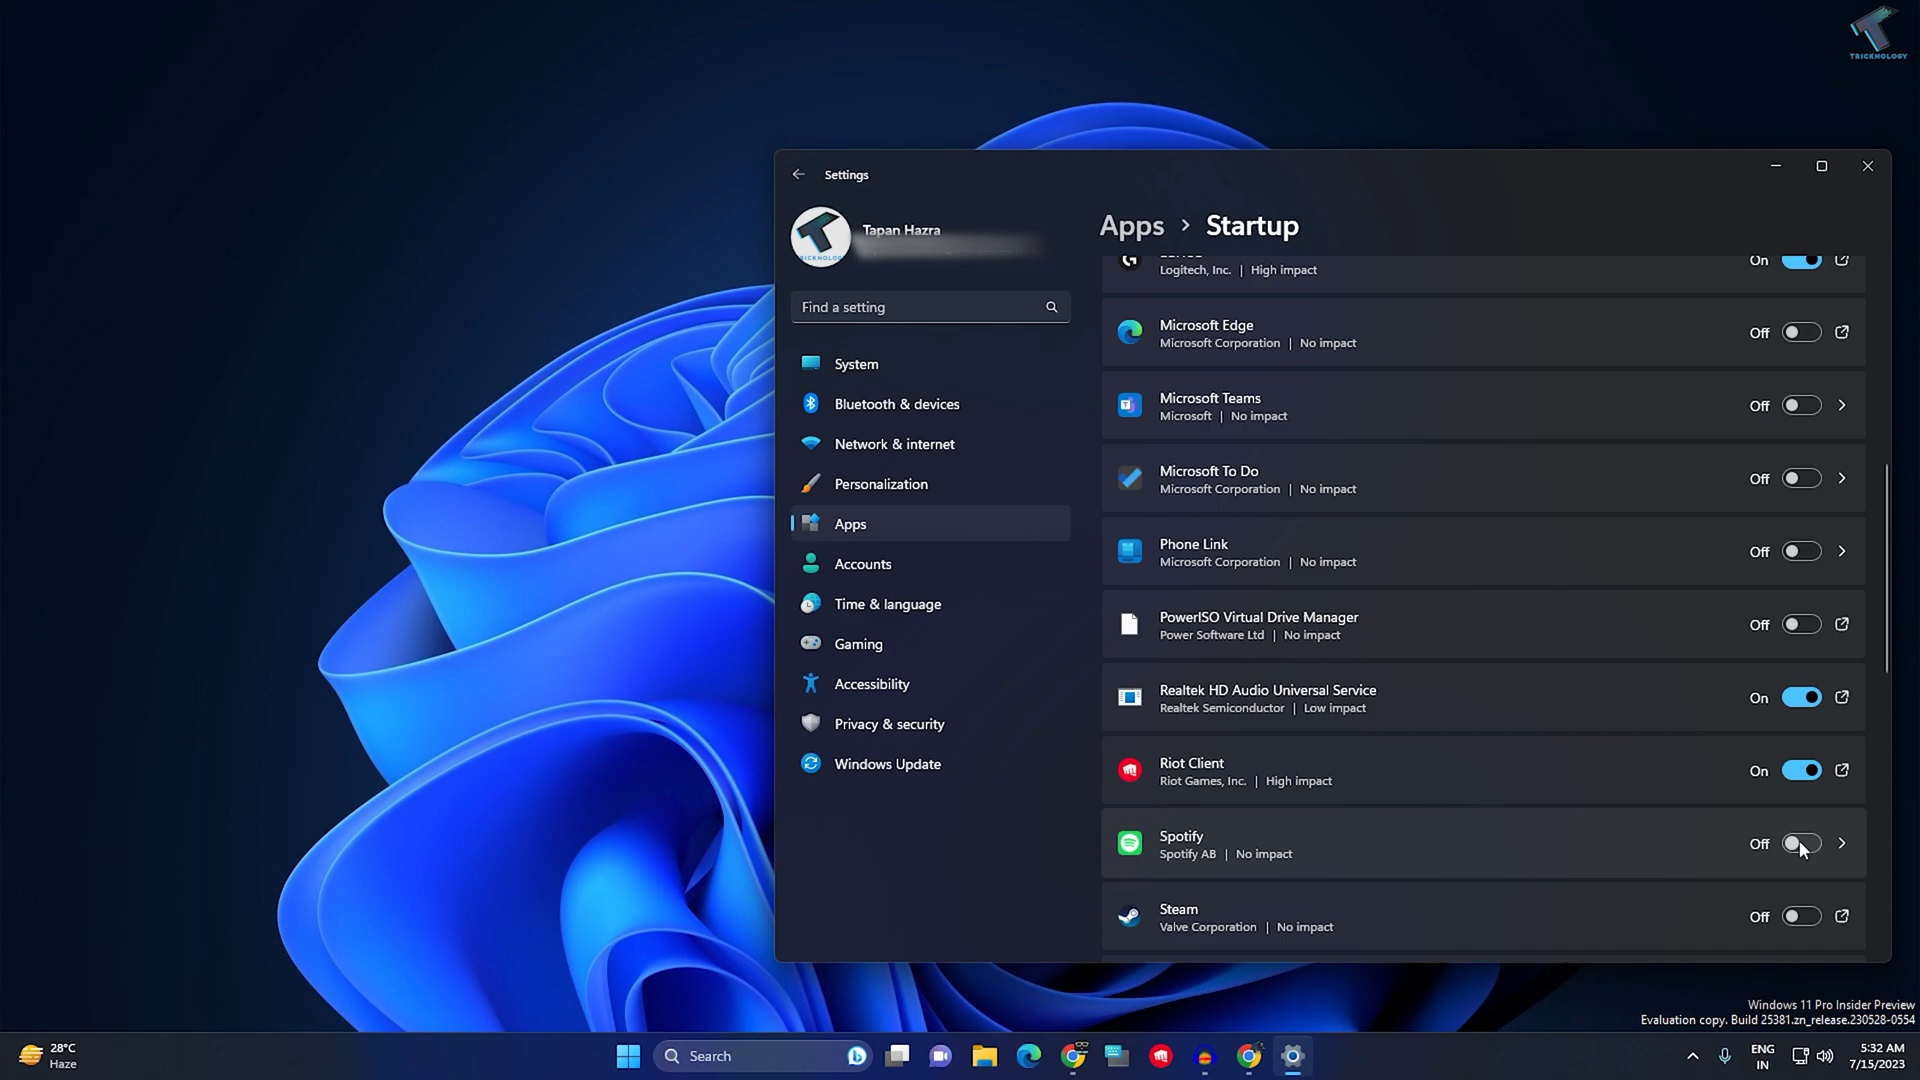 TRICKNOLOGY
Settings
Tapan Hazra
Find a setting
System
Bluetooth & devices
Network & internet
Personalization
Apps
Accounts
Time & language
Gaming
Accessibility
Privacy & security
Windows Update
Apps > Startup
Logitech, Inc. | High impact
On
Microsoft Edge
Microsoft Corporation | No impact
Off
Microsoft Teams
Microsoft | No impact
Off
Microsoft To Do
Microsoft Corporation | No impact
Off
Phone Link
Microsoft Corporation | No impact
Off
PowerISO Virtual Drive Manager
Power Software Ltd | No impact
Off
Realtek HD Audio Universal Service
Realtek Semiconductor | Low impact
On
Riot Client
Riot Games, Inc. | High impact
On
Spotify
Spotify AB | No impact
Off
Steam
Valve Corporation | No impact
Off
Windows 11 Pro Insider Preview
Evaluation copy. Build 25381.zn_release.230528-0554
28°C
Haze
Search
ENG
IN
5:32 AM
7/15/2023